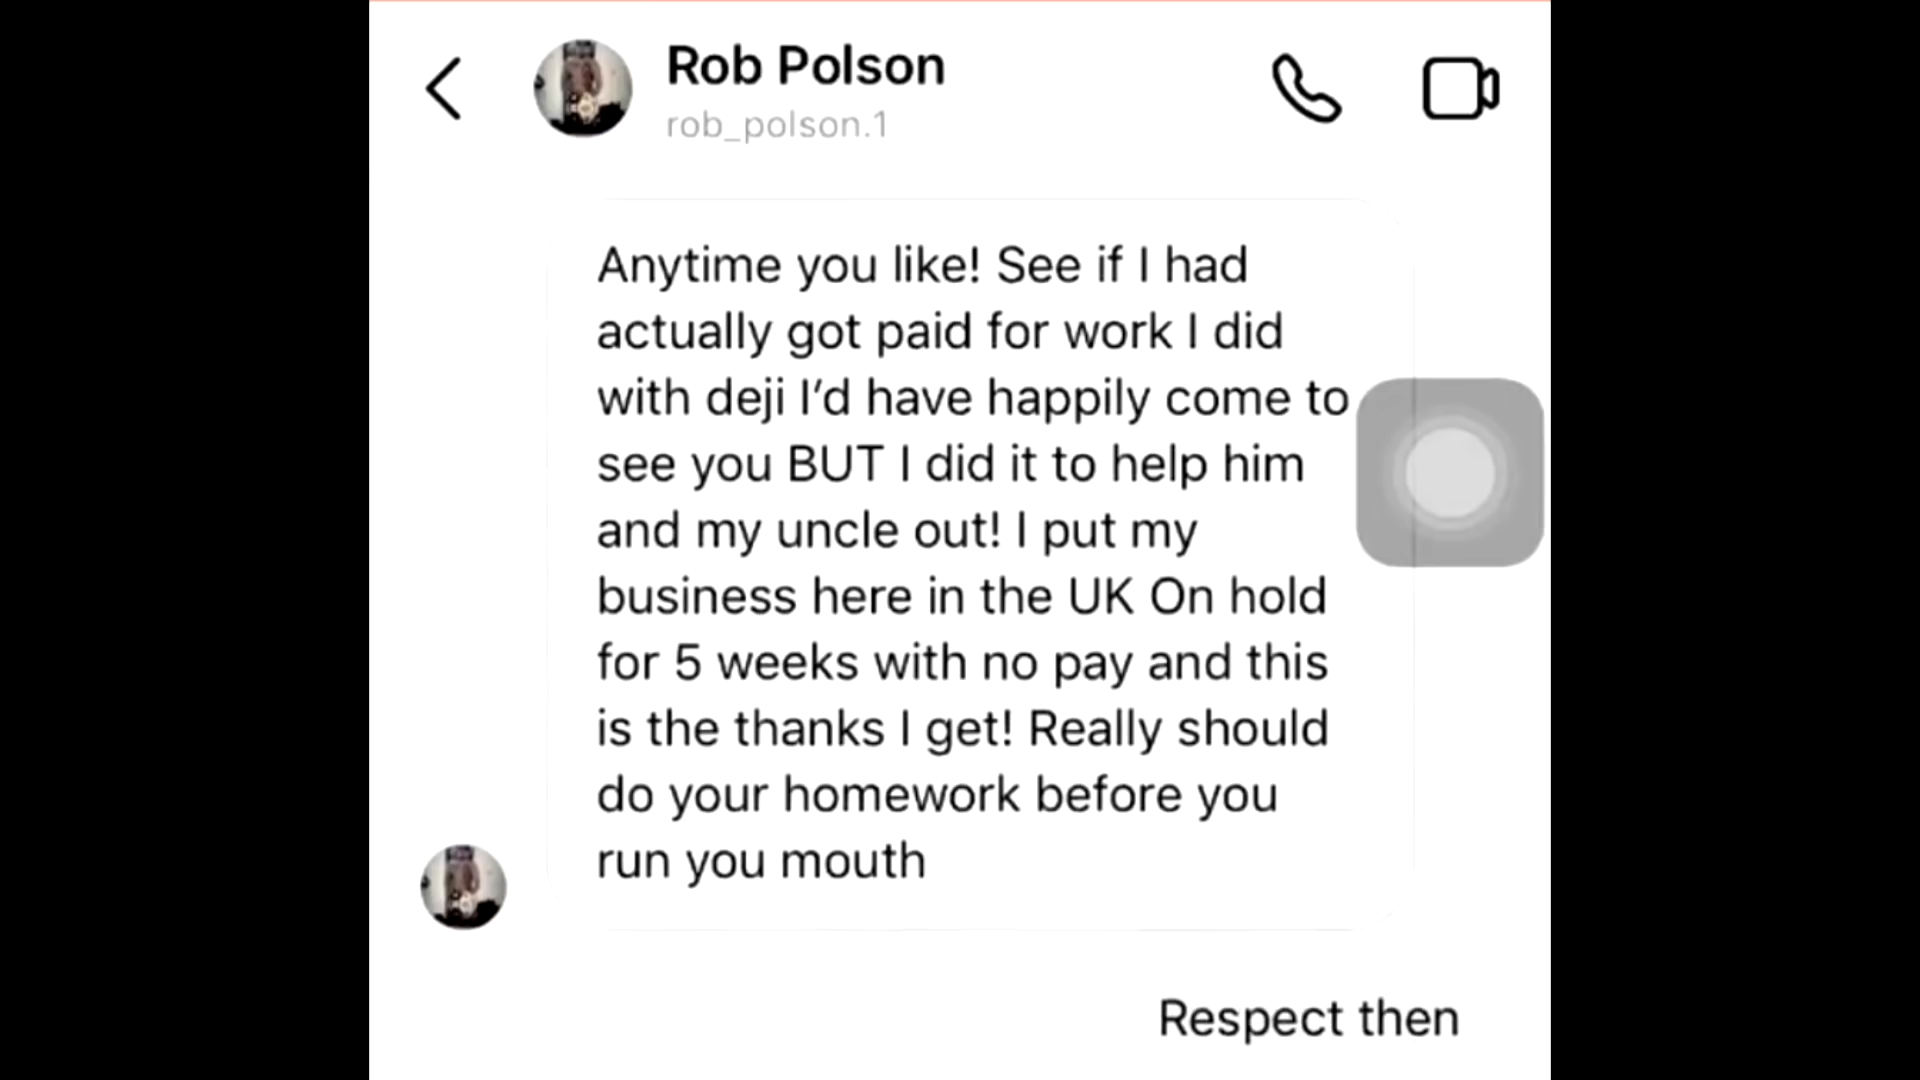 Rob Polson
rob_polson.1
Anytime you like! See if I had
actually got paid for work I did
with deji I’d have happily come to
see you BUT I did it to help him
and my uncle out! I put my
business here in the UK On hold
for 5 weeks with no pay and this
is the thanks I get! Really should
do your homework before you
run you mouth
Respect then